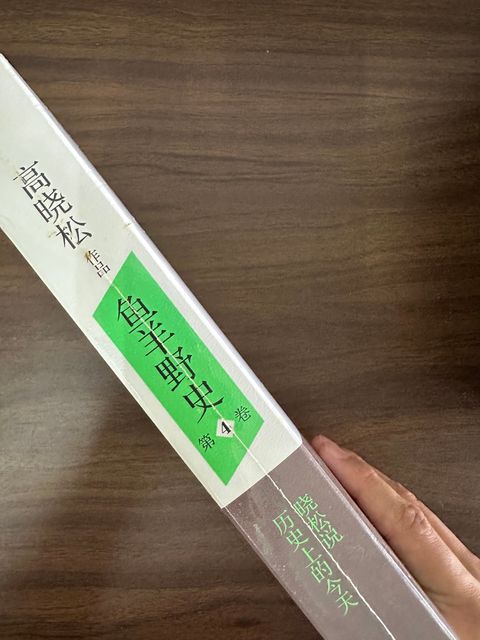 高晓松
作品
鱼羊野史
第4卷
晓松说
历史上的今天